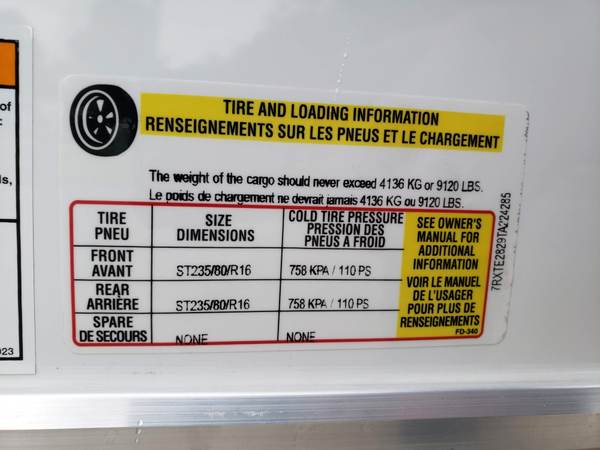 of
:
s,
023
TIRE AND LOADING INFORMATION
RENSEIGNEMENTS SUR LES PNEUS ET LE CHARGEMENT
The weight of the cargo should never exceed 4136 KG or 9120 LBS.
Le poids de chargement ne devrait jamais 4136 KG ou 9120 LBS.
TIRE
PNEU
SIZE
DIMENSIONS
COLD TIRE PRESSURE
PRESSION DES
PNEUS A FROID
FRONT
AVANT
ST235/80/R16
758 KPA / 110 PS
REAR
ARRIÈRE
ST235/80/R16
758 KPA / 110 PS
SPARE
DE SECOURS
NONE
NONE
SEE OWNER'S
MANUAL FOR
ADDITIONAL
INFORMATION
VOIR LE MANUEL
DE L'USAGER
POUR PLUS DE
RENSEIGNEMENTS
FD-340
7RXTE2829TA224285